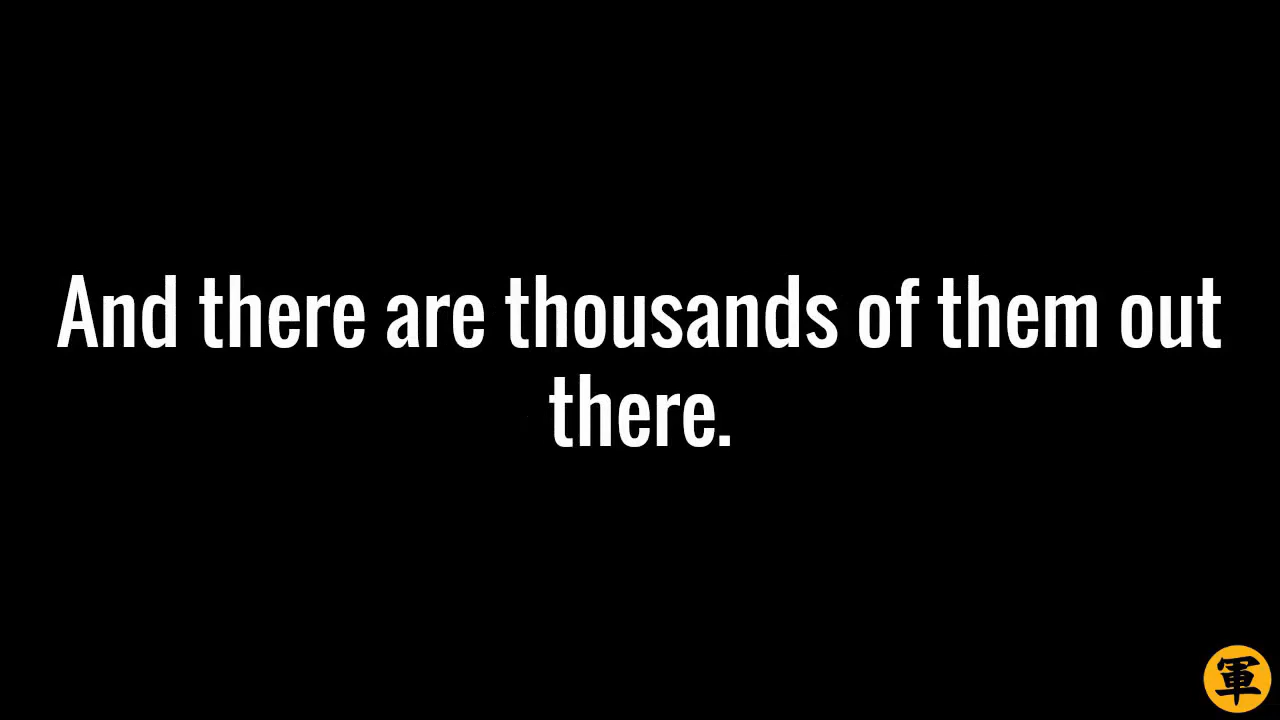 And there are thousands of them out
there.
軍